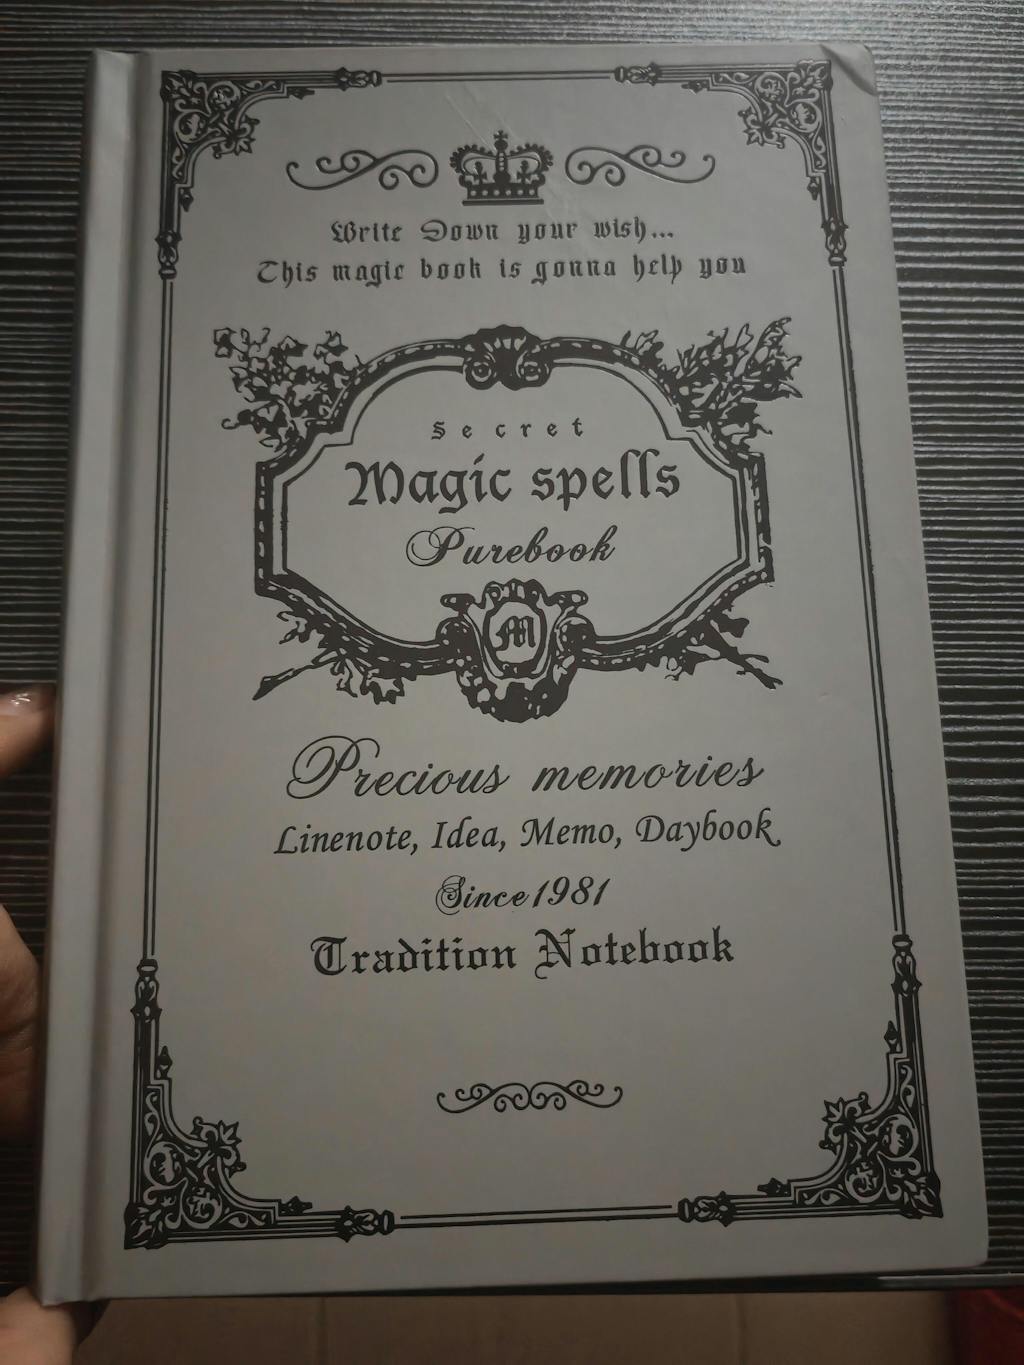 Write Down your wish...
This magic book is gonna help you
Secret
Magic spells
Purebook
M
Precious memories
Linenote, Idea, Memo, Daybook
Since 1981
Tradition Notebook